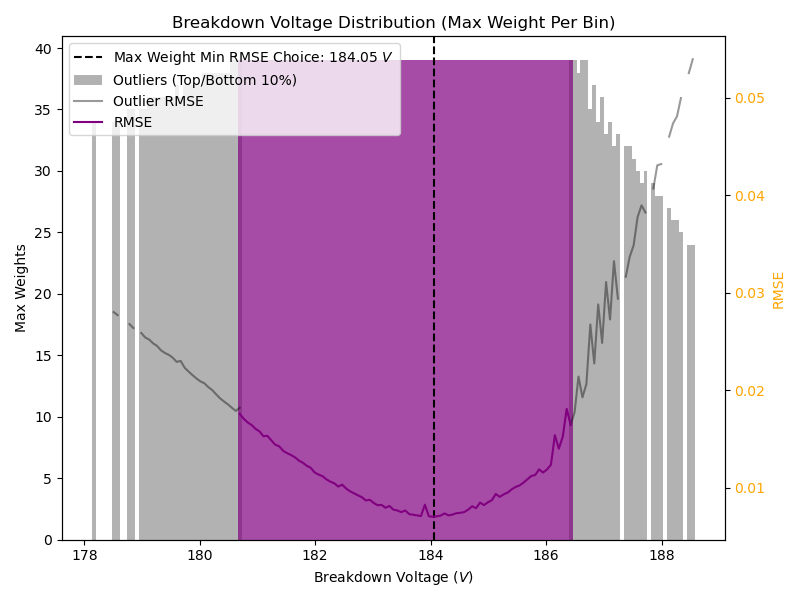 Breakdown Voltage Distribution (Max Weight Per Bin)
Max Weight Min RMSE Choice: 184.05 V
Outliers (Top/Bottom 10%)
Outlier RMSE
RMSE
40
35
30
25
20
15
10
5
0
Max Weights
0.05
0.04
0.03
0.02
0.01
RMSE
178 180 182 184 186 188
Breakdown Voltage (V)